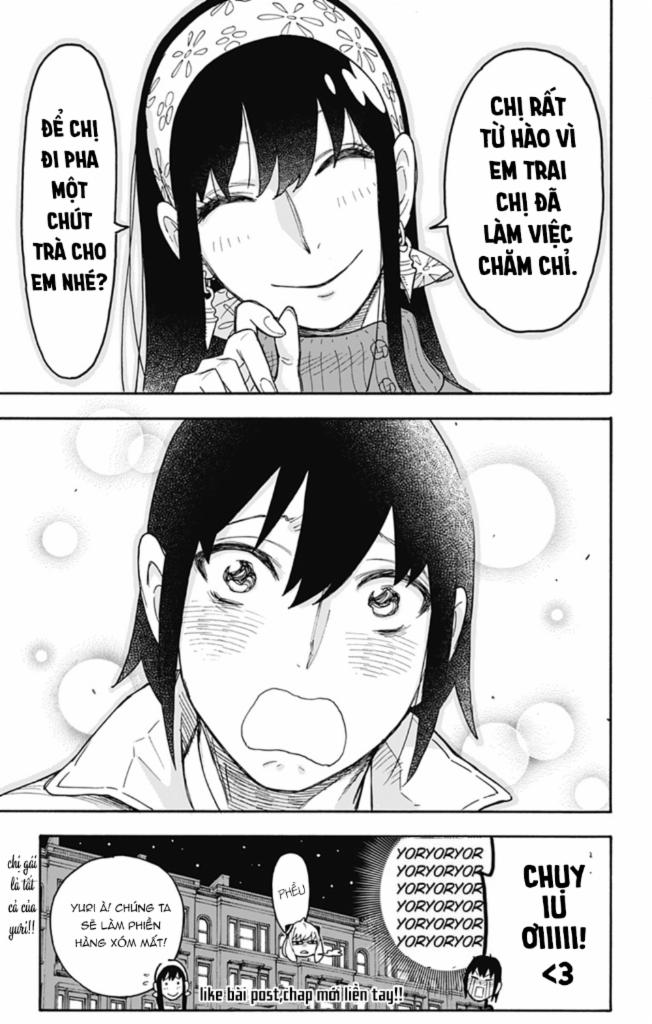 CHỊ RẤT
TỪ HÀO VÌ
EM TRAI
CHỊ ĐÃ
LÀM VIỆC
CHĂM CHỈ.
ĐỂ CHỊ
ĐI PHA
MỘT
CHÚT
TRÀ CHO
EM NHÉ?
CHỤY
IU
ƠIIIII!
<3
YORYORYOR
YORYORYOR
YORYORYOR
YORYORYOR
YORYORYOR
YORYORYOR
PHỀU
YURI À! CHÚNG TA
SẼ LÀM PHIỀN
HÀNG XÓM MẤT!
chị gái
là tất
cả của
yuri!!
like bài post,chap mới liền tay!!